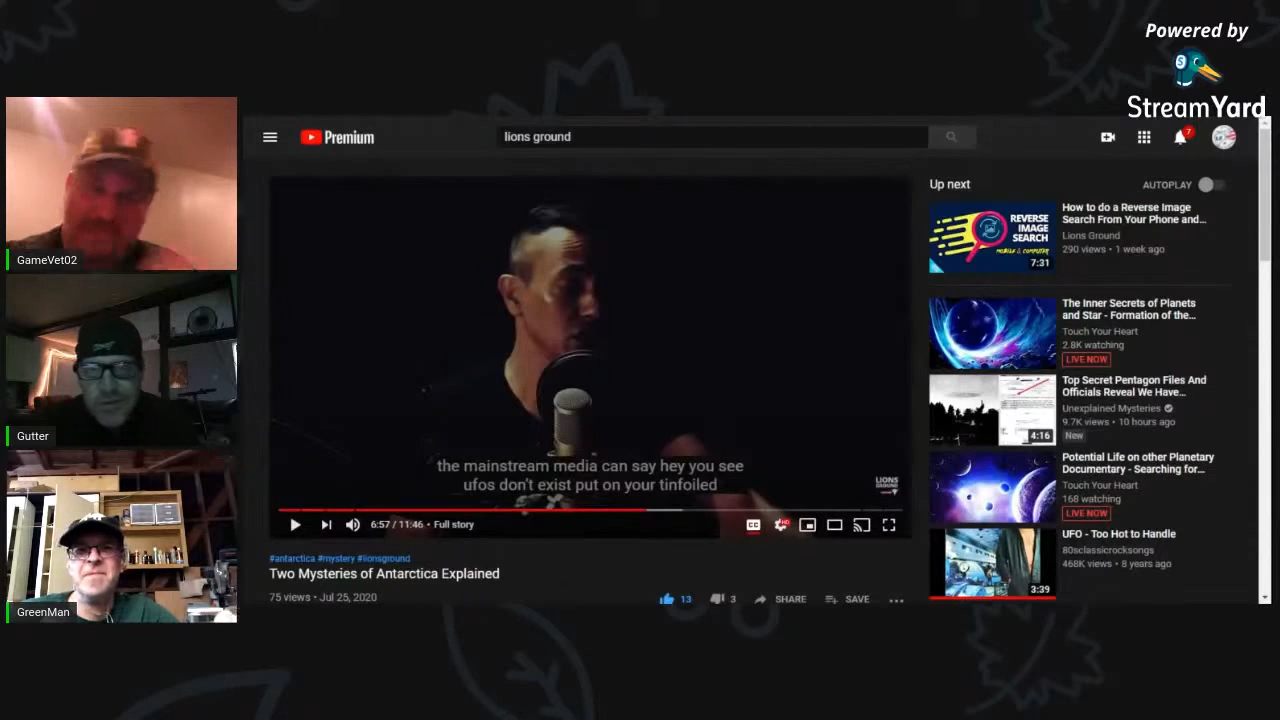 Powered by
StreamYard
Premium
lions ground
7
GameVet02
Gutter
GreenMan
the mainstream media can say hey you see
ufos don't exist put on your tinfoiled
LIONS
GROUND
6:57 / 11:46 • Full story
CC
HD
#antarctica #mystery #lionsground
Two Mysteries of Antarctica Explained
75 views • Jul 25, 2020
13
3
SHARE
SAVE
Up next
AUTOPLAY
REVERSE
IMAGE
SEARCH
MOBILE & COMPUTER
7:31
How to do a Reverse Image
Search From Your Phone and...
Lions Ground
290 views • 1 week ago
The Inner Secrets of Planets
and Star - Formation of the...
Touch Your Heart
2.8K watching
LIVE NOW
4:16
Top Secret Pentagon Files And
Officials Reveal We Have...
Unexplained Mysteries
9.7K views • 10 hours ago
New
Potential Life on other Planetary
Documentary - Searching for...
Touch Your Heart
168 watching
LIVE NOW
3:39
UFO - Too Hot to Handle
80sclassicrocksongs
468K views • 8 years ago